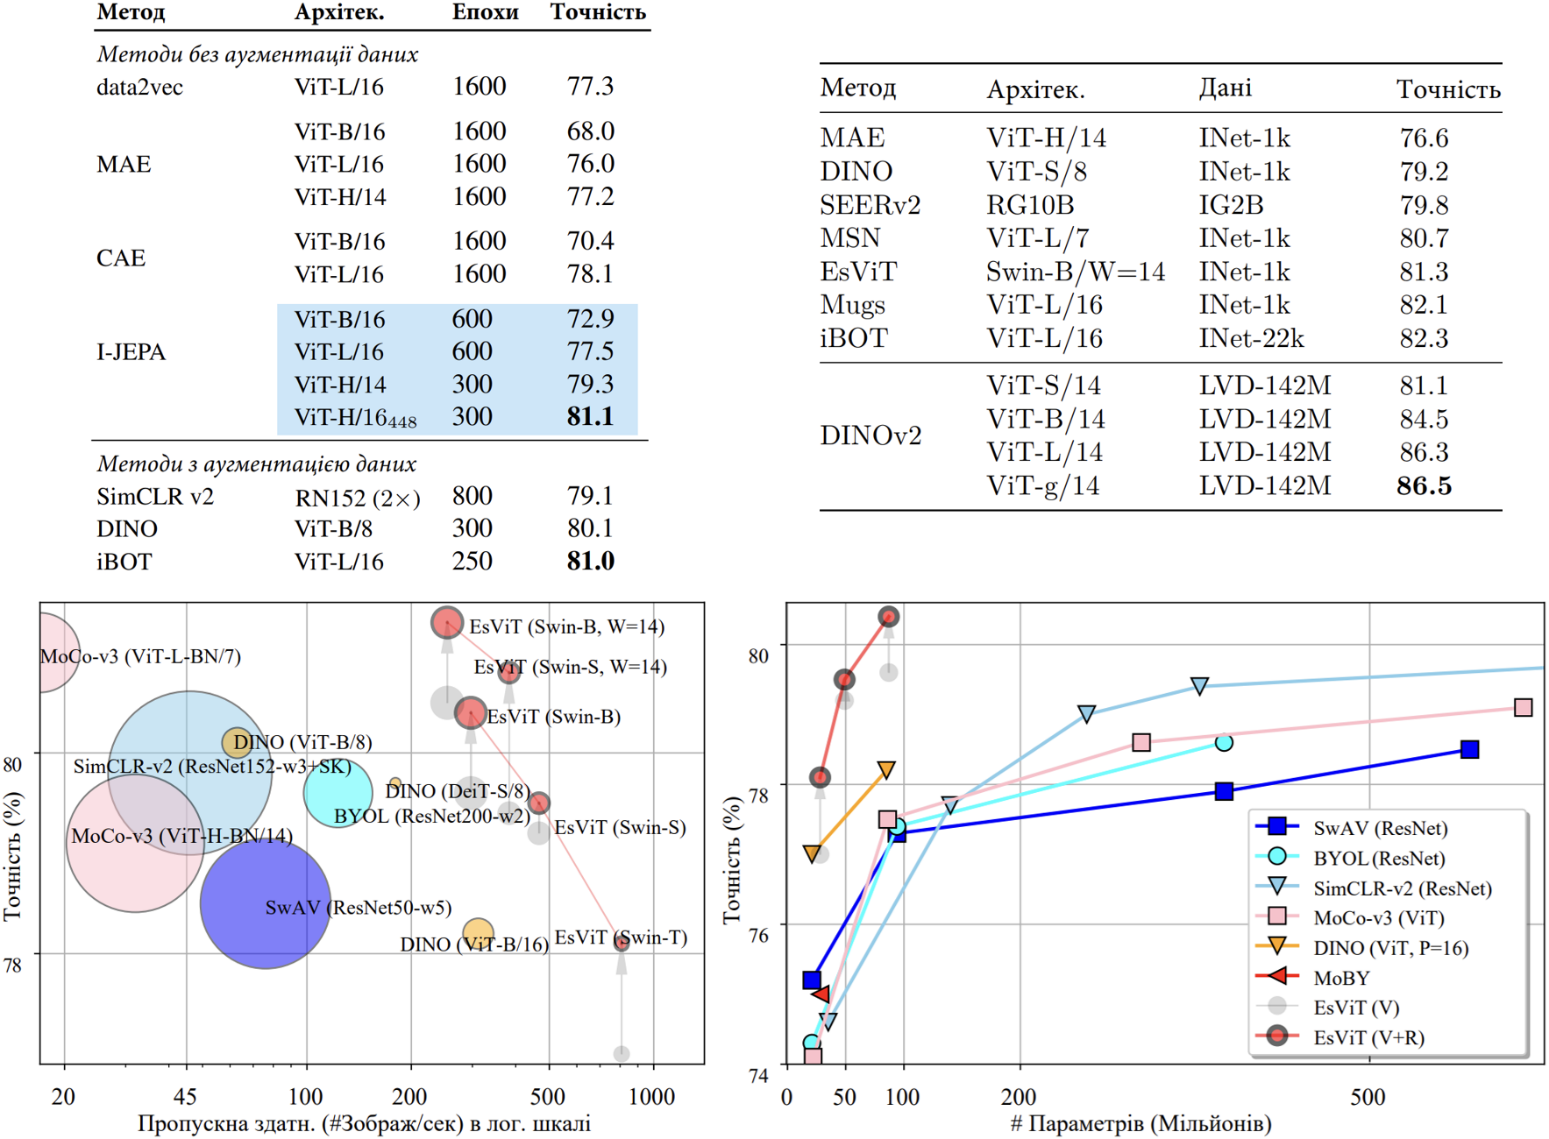 Метод Архітек. Епохи Точність
Методи без аугментації даних
data2vec ViT-L/16 1600 77.3
ViT-B/16 1600 68.0
MAE ViT-L/16 1600 76.0
ViT-H/14 1600 77.2
ViT-B/16 1600 70.4
CAE
ViT-L/16 1600 78.1
ViT-B/16 600 72.9
I-JEPA ViT-L/16 600 77.5
ViT-H/14 300 79.3
ViT-H/16₄₄₈ 300 81.1
Методи з аугментацією даних
SimCLR v2 RN152 (2×) 800 79.1
DINO ViT-B/8 300 80.1
iBOT ViT-L/16 250 81.0
Метод Архітек. Дані Точність
MAE ViT-H/14 INet-1k 76.6
DINO ViT-S/8 INet-1k 79.2
SEERv2 RG10B IG2B 79.8
MSN ViT-L/7 INet-1k 80.7
EsViT Swin-B/W=14 INet-1k 81.3
Mugs ViT-L/16 INet-1k 82.1
iBOT ViT-L/16 INet-22k 82.3
ViT-S/14 LVD-142M 81.1
ViT-B/14 LVD-142M 84.5
DINOv2
ViT-L/14 LVD-142M 86.3
ViT-g/14 LVD-142M 86.5
EsViT (Swin-B, W=14)
MoCo-v3 (ViT-L-BN/7)
EsViT (Swin-S, W=14)
EsViT (Swin-B)
DINO (ViT-B/8)
SimCLR-v2 (ResNet152-w3+SK)
DINO (DeiT-S/8)
BYOL (ResNet200-w2)
EsViT (Swin-S)
MoCo-v3 (ViT-H-BN/14)
SwAV (ResNet50-w5)
EsViT (Swin-T)
DINO (ViT-B/16)
80
78
Точність (%)
20 45 100 200 500 1000
Пропускна здатн. (#Зображ/сек) в лог. шкалі
80
78
76
74
Точність (%)
SwAV (ResNet)
BYOL (ResNet)
SimCLR-v2 (ResNet)
MoCo-v3 (ViT)
DINO (ViT, P=16)
MoBY
EsViT (V)
EsViT (V+R)
0 50 100 200 500
# Параметрів (Мільйонів)